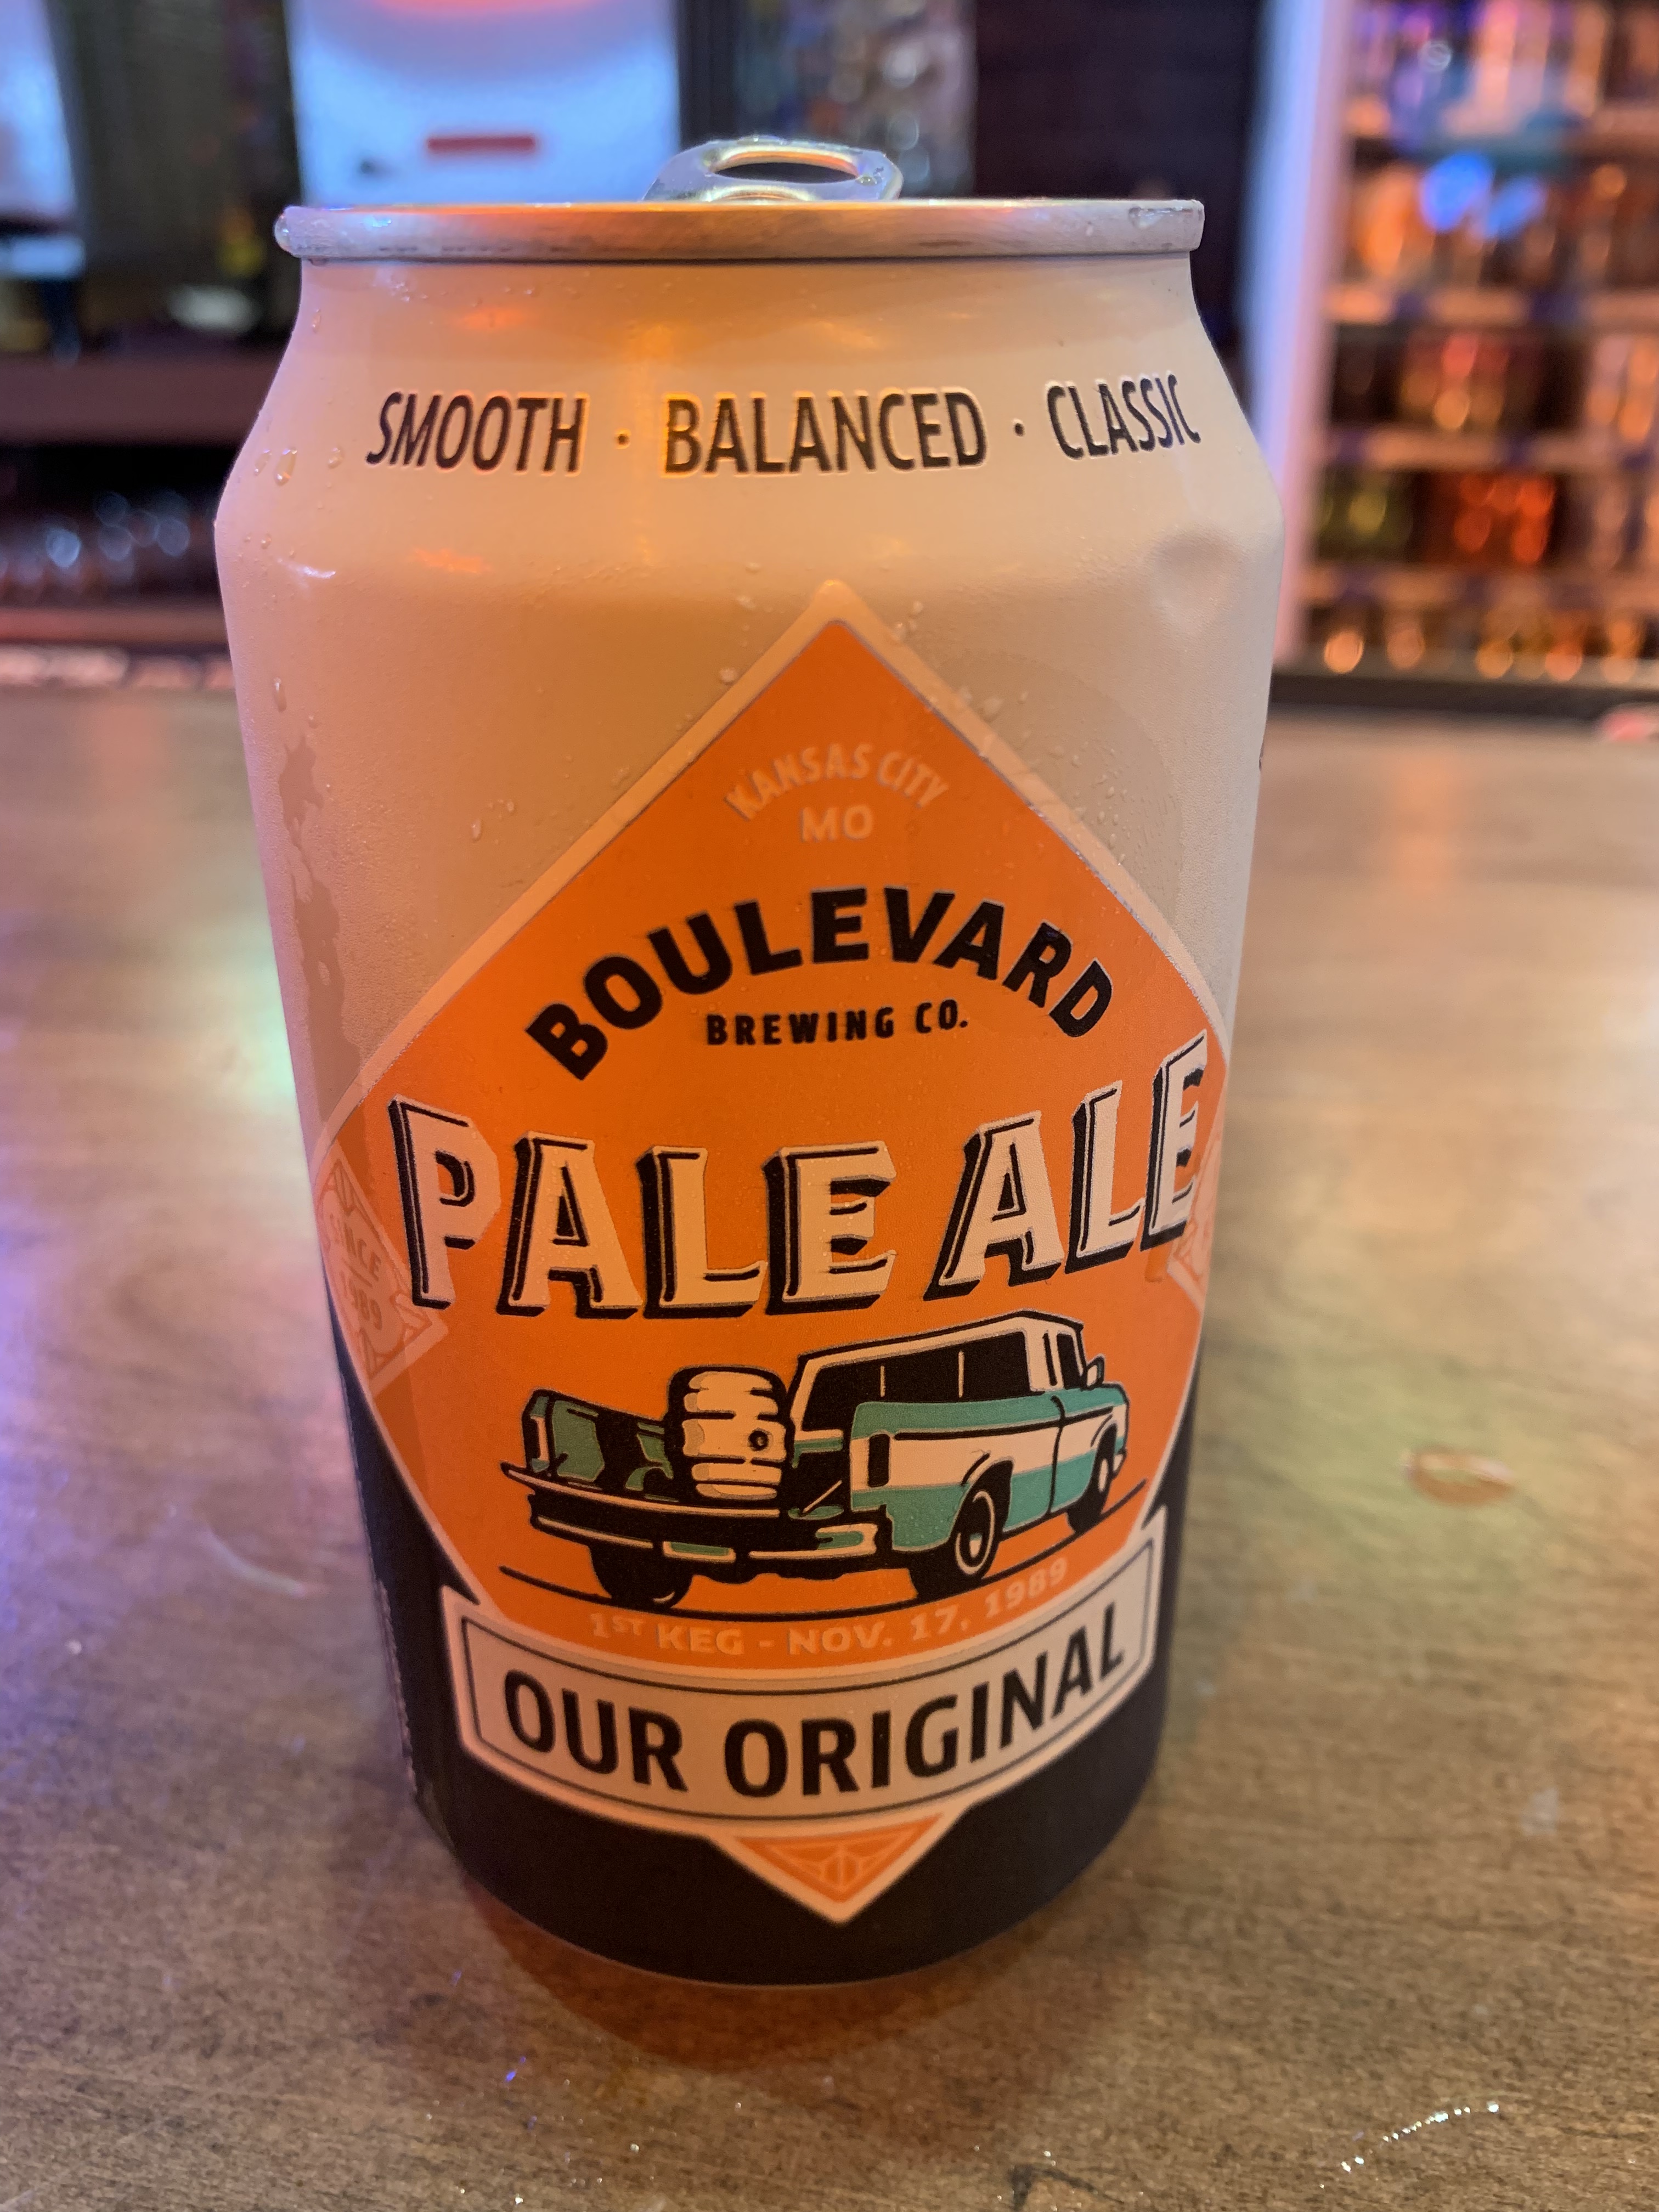 SMOOTH · BALANCED · CLASSIC
KANSAS CITY
MO
BOULEVARD
BREWING CO.
PALE ALE
SINCE
1989
1ST KEG - NOV. 17, 1989
OUR ORIGINAL